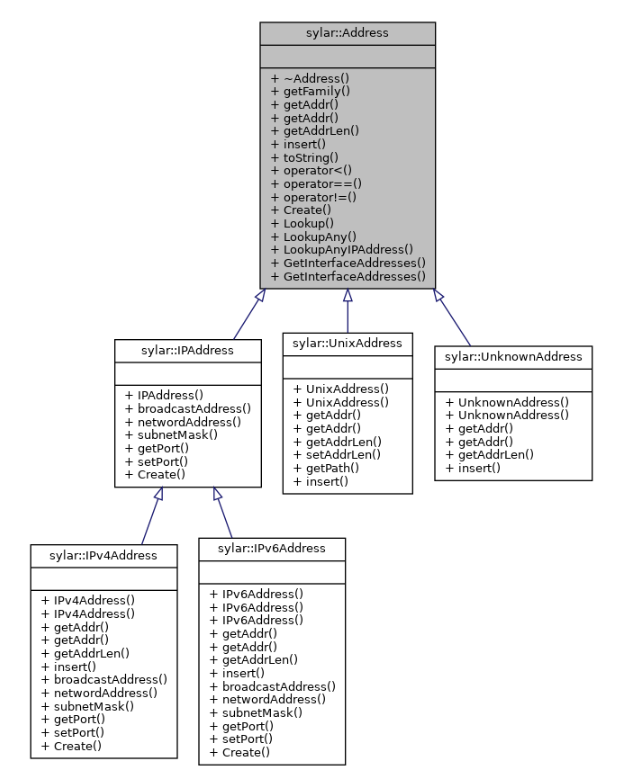 sylar::Address
+ ~Address()
+ getFamily()
+ getAddr()
+ getAddr()
+ getAddrLen()
+ insert()
+ toString()
+ operator<()
+ operator==()
+ operator!=()
+ Create()
+ Lookup()
+ LookupAny()
+ LookupAnyIPAddress()
+ GetInterfaceAddresses()
+ GetInterfaceAddresses()
sylar::IPAddress
+ IPAddress()
+ broadcastAddress()
+ networdAddress()
+ subnetMask()
+ getPort()
+ setPort()
+ Create()
sylar::UnixAddress
+ UnixAddress()
+ UnixAddress()
+ getAddr()
+ getAddr()
+ getAddrLen()
+ setAddrLen()
+ getPath()
+ insert()
sylar::UnknownAddress
+ UnknownAddress()
+ UnknownAddress()
+ getAddr()
+ getAddr()
+ getAddrLen()
+ insert()
sylar::IPv4Address
+ IPv4Address()
+ IPv4Address()
+ getAddr()
+ getAddr()
+ getAddrLen()
+ insert()
+ broadcastAddress()
+ networdAddress()
+ subnetMask()
+ getPort()
+ setPort()
+ Create()
sylar::IPv6Address
+ IPv6Address()
+ IPv6Address()
+ IPv6Address()
+ getAddr()
+ getAddr()
+ getAddrLen()
+ insert()
+ broadcastAddress()
+ networdAddress()
+ subnetMask()
+ getPort()
+ setPort()
+ Create()